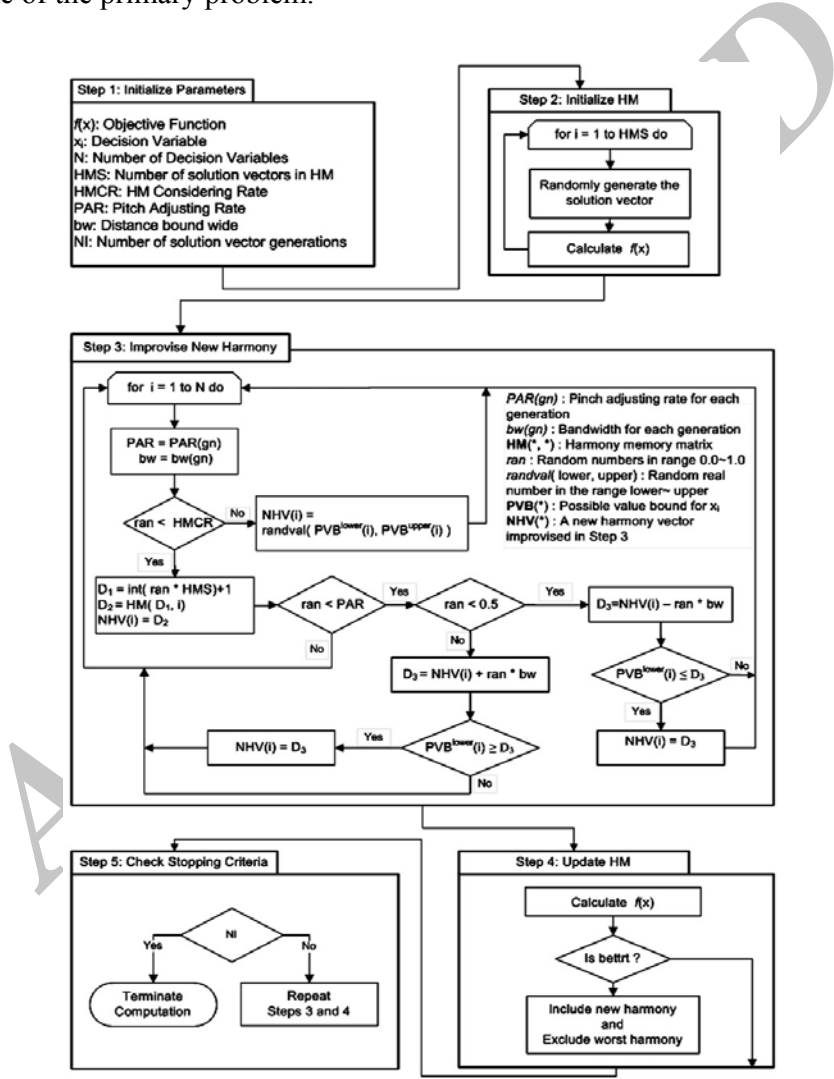 e of the primary problem.
Step 1: Initialize Parameters
f(x): Objective Function
xᵢ: Decision Variable
N: Number of Decision Variables
HMS: Number of solution vectors in HM
HMCR: HM Considering Rate
PAR: Pitch Adjusting Rate
bw: Distance bound wide
NI: Number of solution vector generations
Step 2: Initialize HM
for i = 1 to HMS do
Randomly generate the
solution vector
Calculate f(x)
Step 3: Improvise New Harmony
for i = 1 to N do
PAR = PAR(gn)
bw = bw(gn)
ran < HMCR
No
NHV(i) =
randval( PVBˡᵒʷᵉʳ(i), PVBᵘᵖᵖᵉʳ(i) )
PAR(gn) : Pinch adjusting rate for each
generation
bw(gn) : Bandwidth for each generation
HM(*, *) : Harmony memory matrix
ran : Random numbers in range 0.0~1.0
randval( lower, upper) : Random real
number in the range lower~ upper
PVB(*) : Possible value bound for xᵢ
NHV(*) : A new harmony vector
improvised in Step 3
Yes
D₁ = int( ran * HMS)+1
D₂= HM( D₁, i)
NHV(i) = D₂
ran < PAR
Yes
ran < 0.5
Yes
D₃=NHV(i) – ran * bw
No
No
D₃ = NHV(i) + ran * bw
PVBˡᵒʷᵉʳ(i) ≤ D₃
No
Yes
NHV(i) = D₃
Yes
PVBˡᵒʷᵉʳ(i) ≥ D₃
NHV(i) = D₃
No
Step 5: Check Stopping Criteria
NI
Yes
No
Terminate
Computation
Repeat
Steps 3 and 4
Step 4: Update HM
Calculate f(x)
Is bettrt ?
Include new harmony
and
Exclude worst harmony